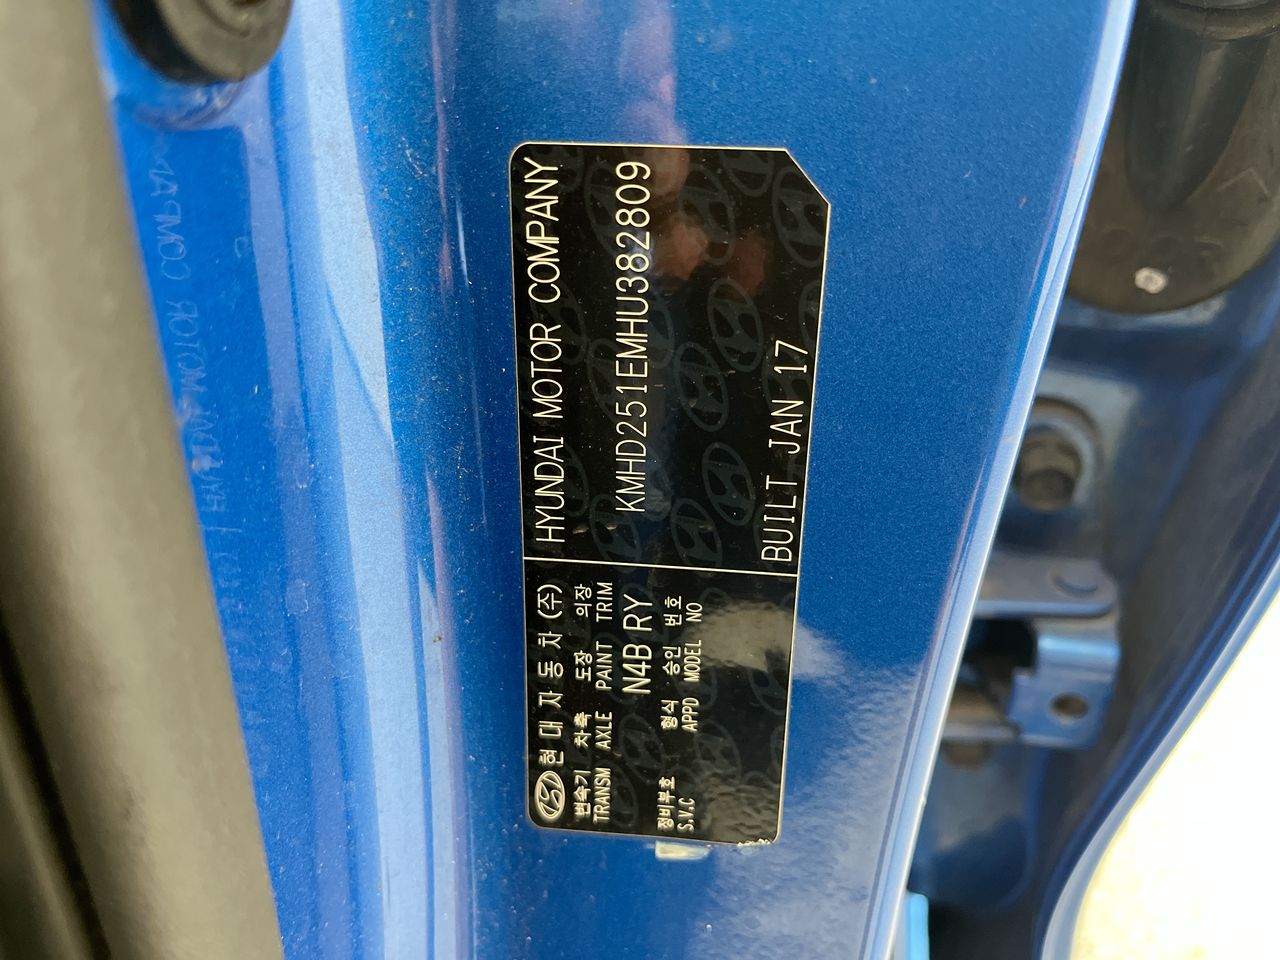 현대자동차(주)
HYUNDAI MOTOR COMPANY
변속기 차축 도장 의장
TRANSM AXLE PAINT TRIM
N4B RY
KMHD251EMHU382809
정비부호 형식 승인 번호
S.V.C APPD MODEL NO
BUILT JAN 17